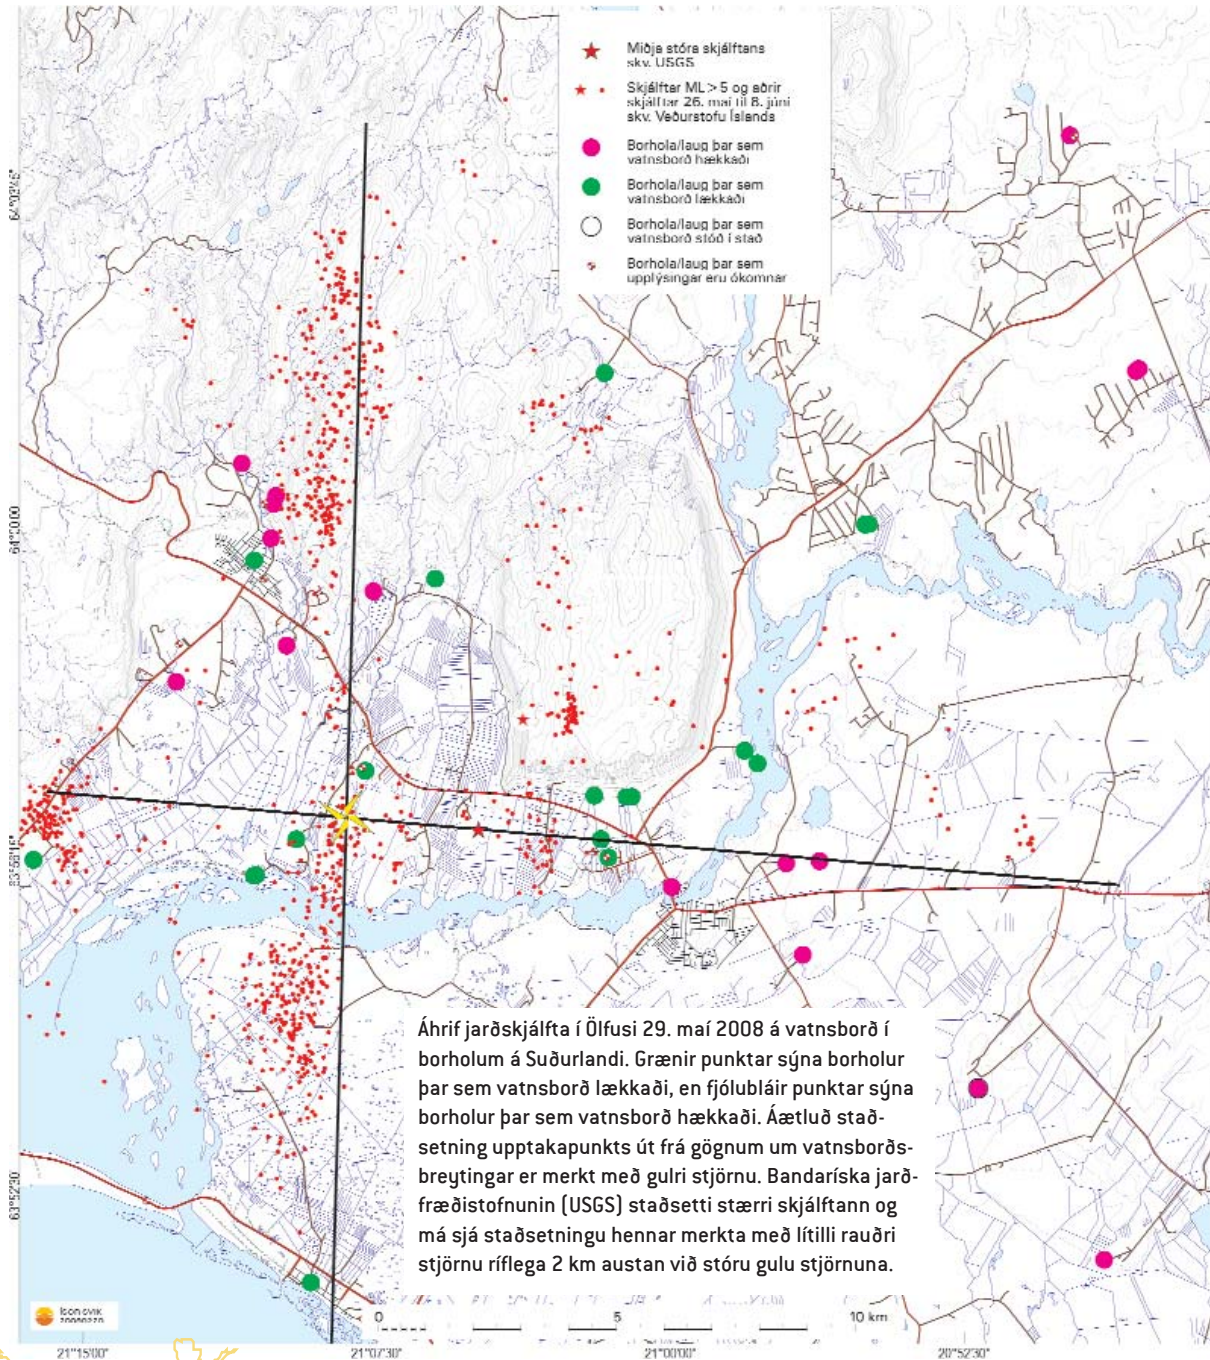 Miðja stóra skjálftans
skv. USGS
Skjálftar ML > 5 og aðrir
skjálftar 26. maí til 8. júní
skv. Veðurstofu Íslands
Borhola/laug þar sem
vatnsborð hækkaði
Borhola/laug þar sem
vatnsborð lækkaði
Borhola/laug þar sem
vatnsborð stóð í stað
Borhola/laug þar sem
upplýsingar eru ókomnar
64°03'45"
64°00'00
63°52'30
Áhrif jarðskjálfta í Ölfusi 29. maí 2008 á vatnsborð í
borholum á Suðurlandi. Grænir punktar sýna borholur
þar sem vatnsborð lækkaði, en fjólubláir punktar sýna
borholur þar sem vatnsborð hækkaði. Áætluð stað-
setning upptakapunkts út frá gögnum um vatnsborðs-
breytingar er merkt með gulri stjörnu. Bandaríska jarð-
fræðistofnunin (USGS) staðsetti stærri skjálftann og
má sjá staðsetningu hennar merkta með lítilli rauðri
stjörnu ríflega 2 km austan við stóru gulu stjörnuna.
0 5 10 km
21°15'00" 21°07'30" 21°00'00 20°52'30"